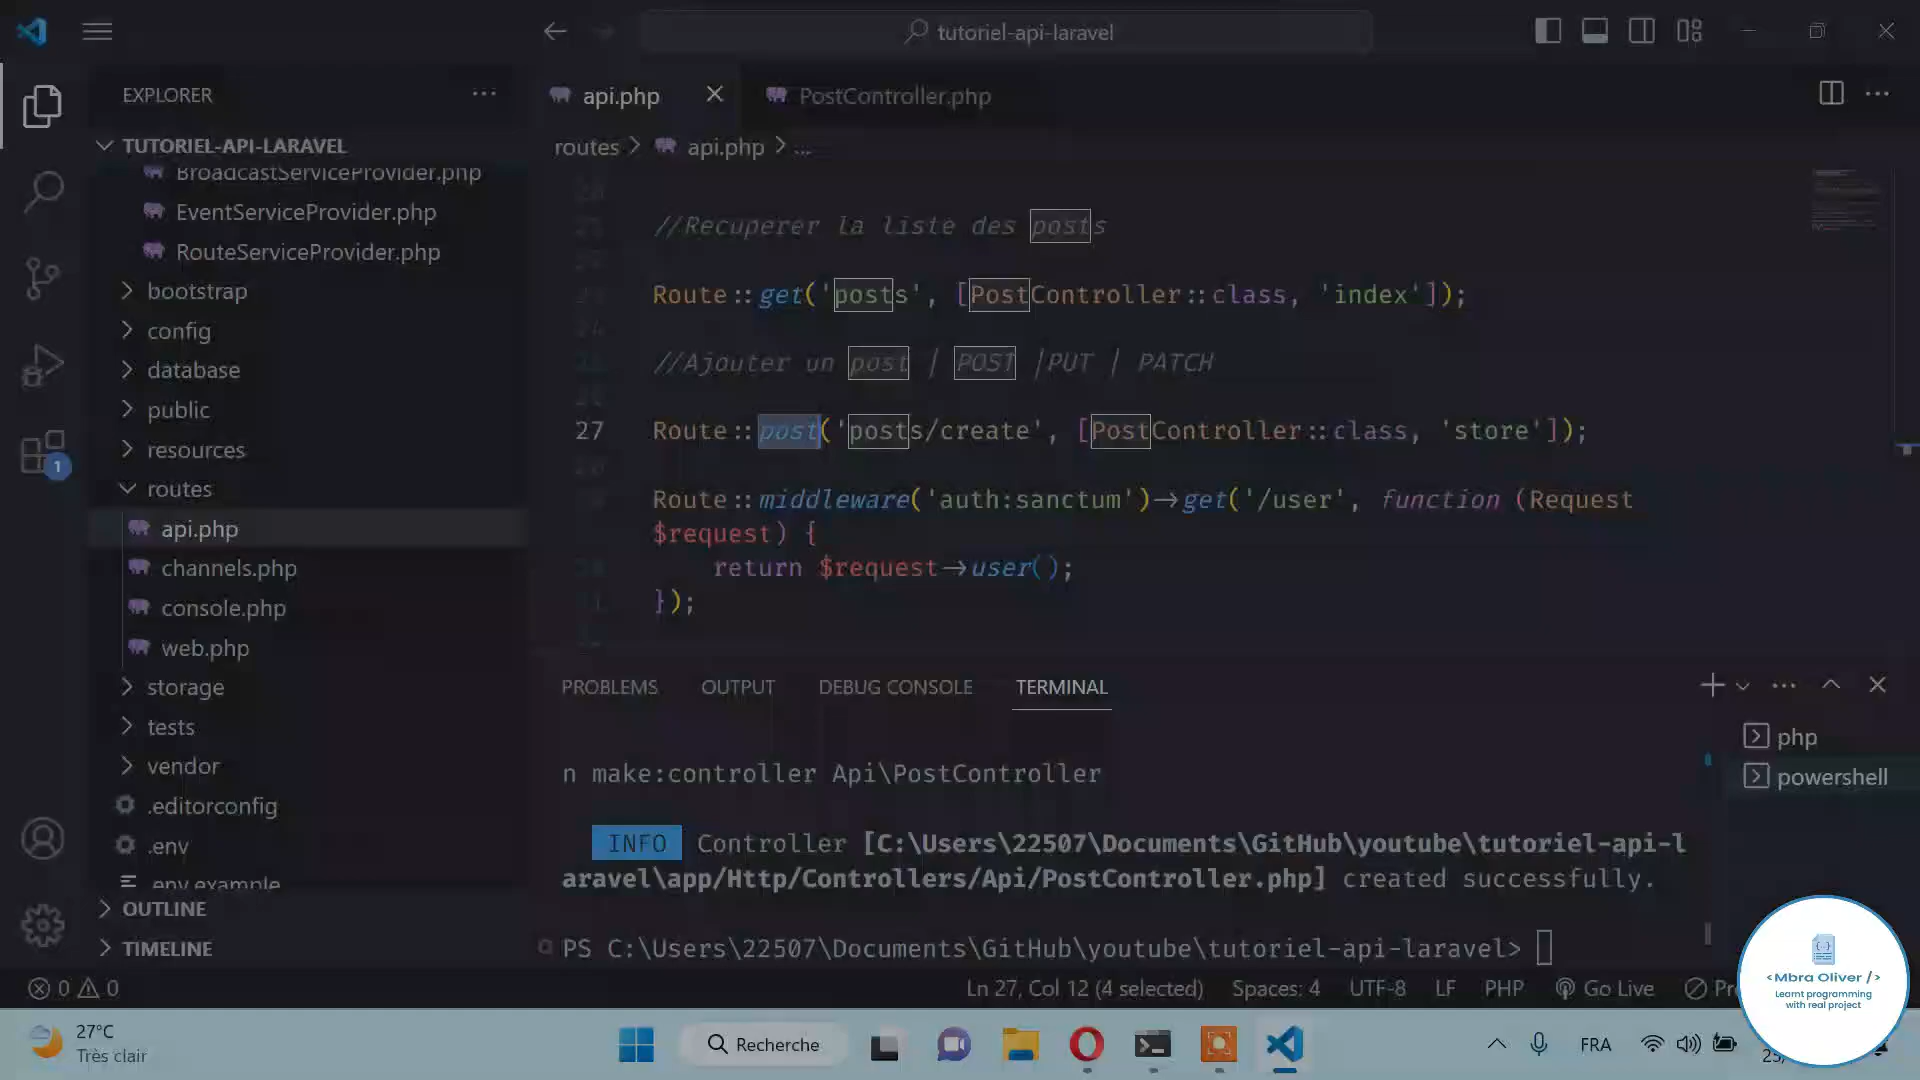 tutoriel-api-laravel
EXPLORER
TUTORIEL-API-LARAVEL
BroadcastServiceProvider.php
EventServiceProvider.php
RouteServiceProvider.php
bootstrap
config
database
public
resources
routes
api.php
channels.php
console.php
web.php
storage
tests
vendor
.editorconfig
.env
.env.example
OUTLINE
TIMELINE
1
api.php
PostController.php
routes > api.php > ...
//Recuperer la liste des posts
Route::get('posts', [PostController::class, 'index']);
//Ajouter un post | POST |PUT | PATCH
27 Route::post('posts/create', [PostController::class, 'store']);
Route::middleware('auth:sanctum')->get('/user', function (Request
$request) {
return $request->user();
});
PROBLEMS OUTPUT DEBUG CONSOLE TERMINAL
n make:controller Api\PostController
INFO Controller [C:\Users\22507\Documents\GitHub\youtube\tutoriel-api-l
aravel\app/Http/Controllers/Api/PostController.php] created successfully.
PS C:\Users\22507\Documents\GitHub\youtube\tutoriel-api-laravel>
php
powershell
0 0
Ln 27, Col 12 (4 selected) Spaces: 4 UTF-8 LF PHP Go Live
<Mbra Oliver />
Learnt programming
with real project
27°C
Très clair
Recherche
FRA